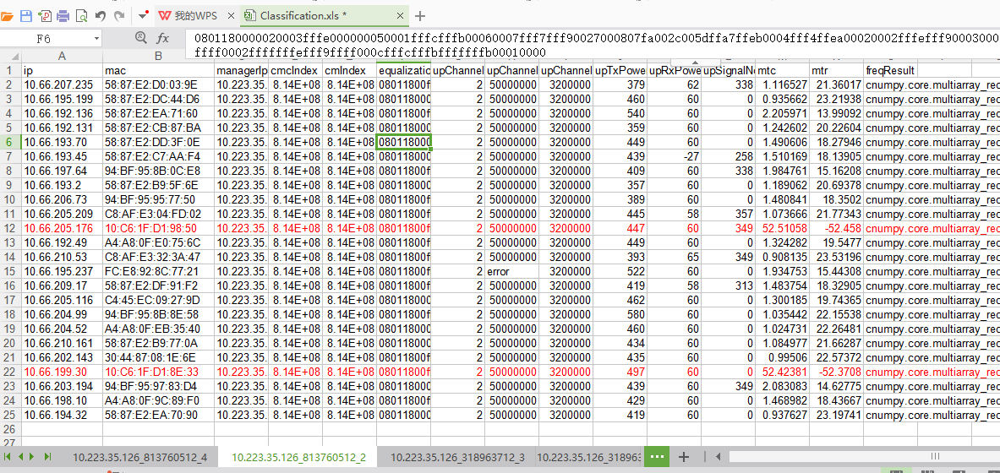 我的WPS × Classification.xls * × +
F6 fx 0801180000020003fffe000000050001fffcfffb00060007fff7fff90027000807fa002c005dffa7ffeb0004fff4ffea00020002fffefff90003000
ffff0002fffffffefff9ffff000cfffcfffbfffffffb00010000
A B
1 ip mac managerIp cmcIndex cmIndex equalizatio upChannel upChannel upChannel upTxPowe upRxPowe upSignalNo mtc mtr freqResult
2 10.66.207.235 58:87:E2:D0:03:9E 10.223.35. 8.14E+08 8.14E+08 08011800f 2 50000000 3200000 379 62 338 1.116527 21.36017 cnumpy.core.multiarray_rec
3 10.66.195.199 58:87:E2:DC:44:D6 10.223.35. 8.14E+08 8.14E+08 080118000 2 50000000 3200000 460 60 0 0.935662 23.21938 cnumpy.core.multiarray_rec
4 10.66.192.136 58:87:E2:EA:71:60 10.223.35. 8.14E+08 8.14E+08 080118000 2 50000000 3200000 540 60 0 2.205971 13.99092 cnumpy.core.multiarray_rec
5 10.66.192.131 58:87:E2:CB:87:BA 10.223.35. 8.14E+08 8.14E+08 080118000 2 50000000 3200000 359 60 0 1.242602 20.22604 cnumpy.core.multiarray_rec
6 10.66.193.70 58:87:E2:DD:3F:0E 10.223.35. 8.14E+08 8.14E+08 080118000 2 50000000 3200000 449 60 0 1.490606 18.27946 cnumpy.core.multiarray_rec
7 10.66.193.45 58:87:E2:C7:AA:F4 10.223.35. 8.14E+08 8.14E+08 080118000 2 50000000 3200000 439 -27 258 1.510169 18.13905 cnumpy.core.multiarray_rec
8 10.66.197.64 94:BF:95:8B:0C:E8 10.223.35. 8.14E+08 8.14E+08 08011800f 2 50000000 3200000 409 60 338 1.984761 15.16208 cnumpy.core.multiarray_rec
9 10.66.193.2 58:87:E2:B9:5F:6E 10.223.35. 8.14E+08 8.14E+08 080118000 2 50000000 3200000 357 60 0 1.189062 20.69378 cnumpy.core.multiarray_rec
10 10.66.206.73 94:BF:95:95:77:50 10.223.35. 8.14E+08 8.14E+08 080118000 2 50000000 3200000 389 60 0 1.480841 18.3502 cnumpy.core.multiarray_rec
11 10.66.205.209 C8:AF:E3:04:FD:02 10.223.35. 8.14E+08 8.14E+08 08011800f 2 50000000 3200000 445 58 357 1.073666 21.77343 cnumpy.core.multiarray_rec
12 10.66.205.176 10:C6:1F:D1:98:50 10.223.35. 8.14E+08 8.14E+08 08011800f 2 50000000 3200000 447 60 349 52.51058 -52.458 cnumpy.core.multiarray_rec
13 10.66.192.49 A4:A8:0F:E0:75:6C 10.223.35. 8.14E+08 8.14E+08 08011800f 2 50000000 3200000 449 60 0 1.324282 19.5477 cnumpy.core.multiarray_rec
14 10.66.210.53 C8:AF:E3:32:3A:47 10.223.35. 8.14E+08 8.14E+08 08011800f 2 50000000 3200000 393 65 349 0.908135 23.53196 cnumpy.core.multiarray_rec
15 10.66.195.237 FC:E8:92:8C:77:21 10.223.35. 8.14E+08 8.14E+08 08011800f 2 error 3200000 522 60 0 1.934753 15.44308 cnumpy.core.multiarray_rec
16 10.66.209.17 58:87:E2:DF:91:F2 10.223.35. 8.14E+08 8.14E+08 08011800f 2 50000000 3200000 419 58 313 1.483754 18.32905 cnumpy.core.multiarray_rec
17 10.66.205.116 C4:45:EC:09:27:9D 10.223.35. 8.14E+08 8.14E+08 080118000 2 50000000 3200000 462 60 0 1.300185 19.74365 cnumpy.core.multiarray_rec
18 10.66.204.99 94:BF:95:8B:8E:58 10.223.35. 8.14E+08 8.14E+08 08011800f 2 50000000 3200000 580 60 0 1.035442 22.15538 cnumpy.core.multiarray_rec
19 10.66.204.52 A4:A8:0F:EB:35:40 10.223.35. 8.14E+08 8.14E+08 080118000 2 50000000 3200000 460 60 0 1.024731 22.26481 cnumpy.core.multiarray_rec
20 10.66.210.161 58:87:E2:B9:77:0A 10.223.35. 8.14E+08 8.14E+08 080118000 2 50000000 3200000 434 60 0 1.084977 21.66287 cnumpy.core.multiarray_rec
21 10.66.202.143 30:44:87:08:1E:6E 10.223.35. 8.14E+08 8.14E+08 08011800f 2 50000000 3200000 435 60 0 0.99506 22.57372 cnumpy.core.multiarray_rec
22 10.66.199.30 10:C6:1F:D1:8E:33 10.223.35. 8.14E+08 8.14E+08 08011800f 2 50000000 3200000 497 60 0 52.42381 -52.3708 cnumpy.core.multiarray_rec
23 10.66.203.194 94:BF:95:97:83:D4 10.223.35. 8.14E+08 8.14E+08 08011800f 2 50000000 3200000 439 60 349 2.083083 14.62775 cnumpy.core.multiarray_rec
24 10.66.198.10 A4:A8:0F:9C:89:F0 10.223.35. 8.14E+08 8.14E+08 08011800f 2 50000000 3200000 429 60 0 1.468982 18.43667 cnumpy.core.multiarray_rec
25 10.66.194.32 58:87:E2:EA:70:90 10.223.35. 8.14E+08 8.14E+08 080118000 2 50000000 3200000 419 60 0 0.937627 23.19741 cnumpy.core.multiarray_rec
26
27
10.223.35.126_813760512_4 10.223.35.126_813760512_2 10.223.35.126_318963712_3 10.223.35.126_318963 ••• +